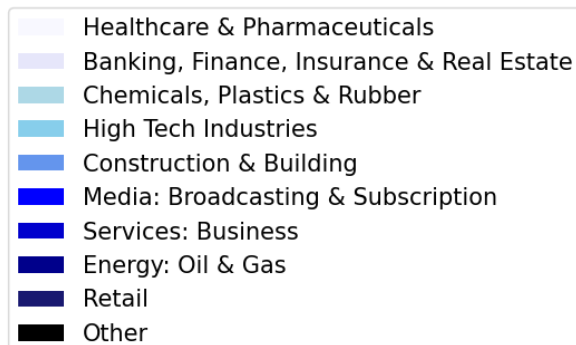 Healthcare & Pharmaceuticals
Banking, Finance, Insurance & Real Estate
Chemicals, Plastics & Rubber
High Tech Industries
Construction & Building
Media: Broadcasting & Subscription
Services: Business
Energy: Oil & Gas
Retail
Other